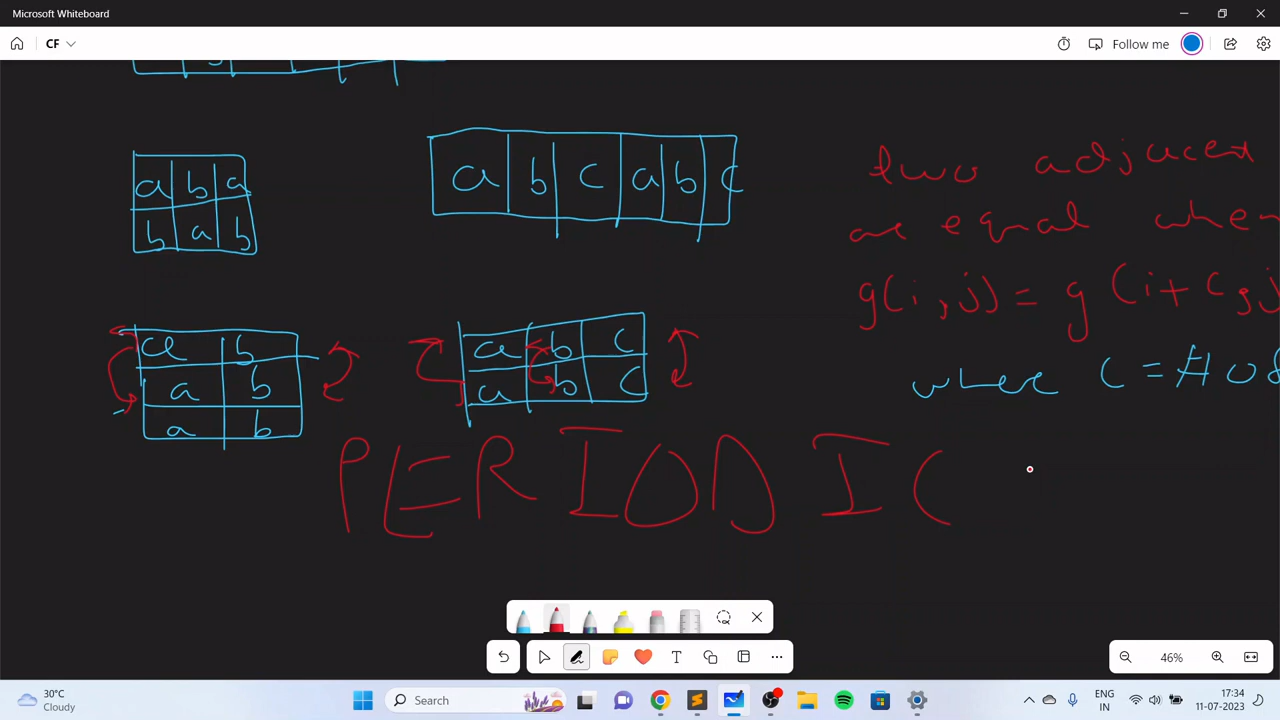 Microsoft Whiteboard
CF
Follow me
a b a
b a b
a b c a b c
two adjacent
are equal when
g(i,j) = g(i+c,j
where c = # of
a b
a b
a b
a b c
a b c
PERIODIC
46%
30°C
Cloudy
Search
ENG
IN
17:34
11-07-2023